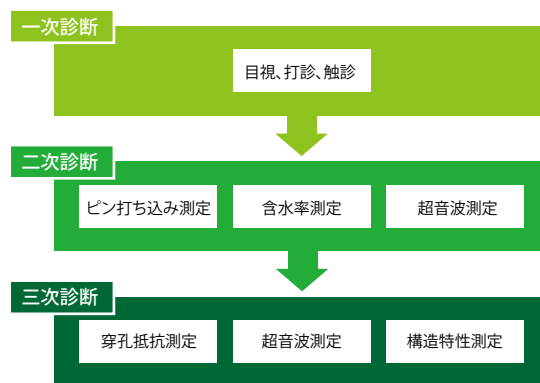 一次診断
目視、打診、触診
二次診断
ピン打ち込み測定
含水率測定
超音波測定
三次診断
穿孔抵抗測定
超音波測定
構造特性測定